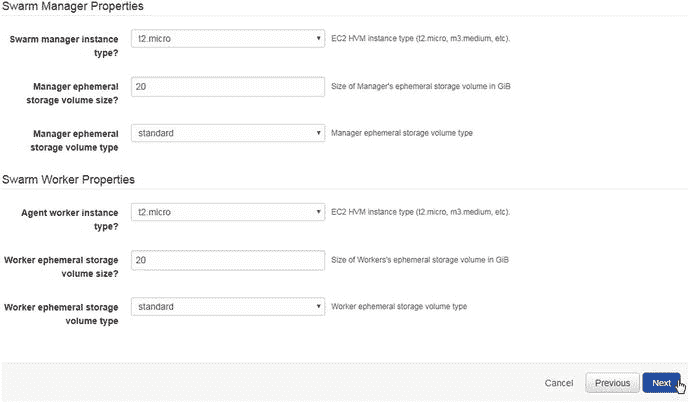 Swarm Manager Properties
Swarm manager instance type?
t2.micro
EC2 HVM instance type (t2.micro, m3.medium, etc).
Manager ephemeral storage volume size?
20
Size of Manager's ephemeral storage volume in GiB
Manager ephemeral storage volume type
standard
Manager ephemeral storage volume type
Swarm Worker Properties
Agent worker instance type?
t2.micro
EC2 HVM instance type (t2.micro, m3.medium, etc).
Worker ephemeral storage volume size?
20
Size of Workers's ephemeral storage volume in GiB
Worker ephemeral storage volume type
standard
Worker ephemeral storage volume type
Cancel
Previous
Next